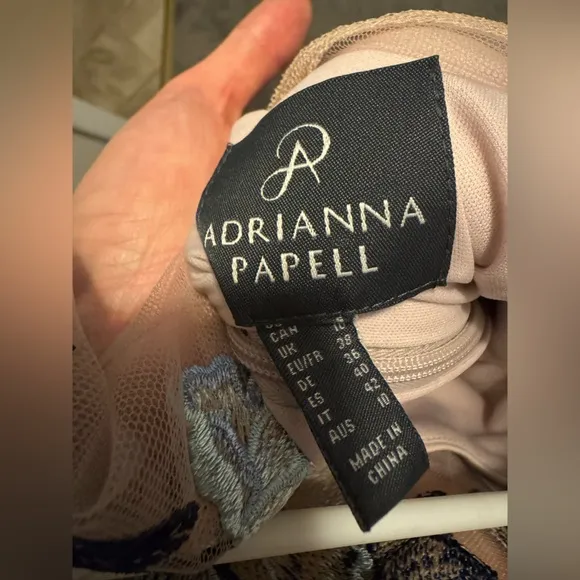 ADRIANNA
PAPELL
CAN
UK 10
EU/FR 38
DE 36
ES 40
IT 42
AUS 10
MADE IN
CHINA